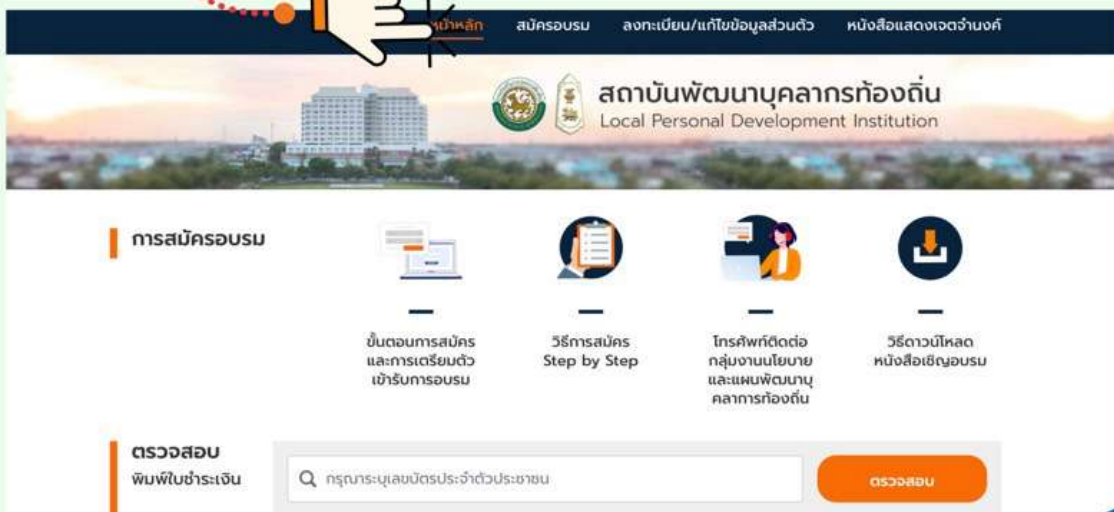 หน้าหลัก สมัครอบรม ลงทะเบียน/แก้ไขข้อมูลส่วนตัว หนังสือแสดงเจตจำนงค์
สถาบันพัฒนาบุคลากรท้องถิ่น
Local Personal Development Institution
การสมัครอบรม
ขั้นตอนการสมัคร
และการเตรียมตัว
เข้ารับการอบรม
วิธีการสมัคร
Step by Step
โทรศัพท์ติดต่อ
กลุ่มงานนโยบาย
และแผนพัฒนาบุ
คลาการท้องถิ่น
วิธีดาวน์โหลด
หนังสือเชิญอบรม
ตรวจสอบ
พิมพ์ใบชำระเงิน
กรุณาระบุเลขบัตรประจำตัวประชาชน
ตรวจสอบ